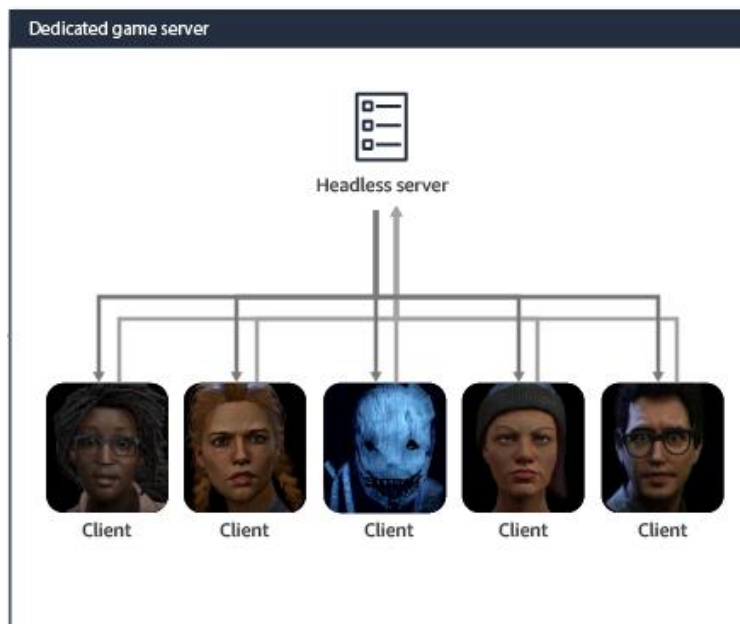 Dedicated game server
Headless server
Client
Client
Client
Client
Client